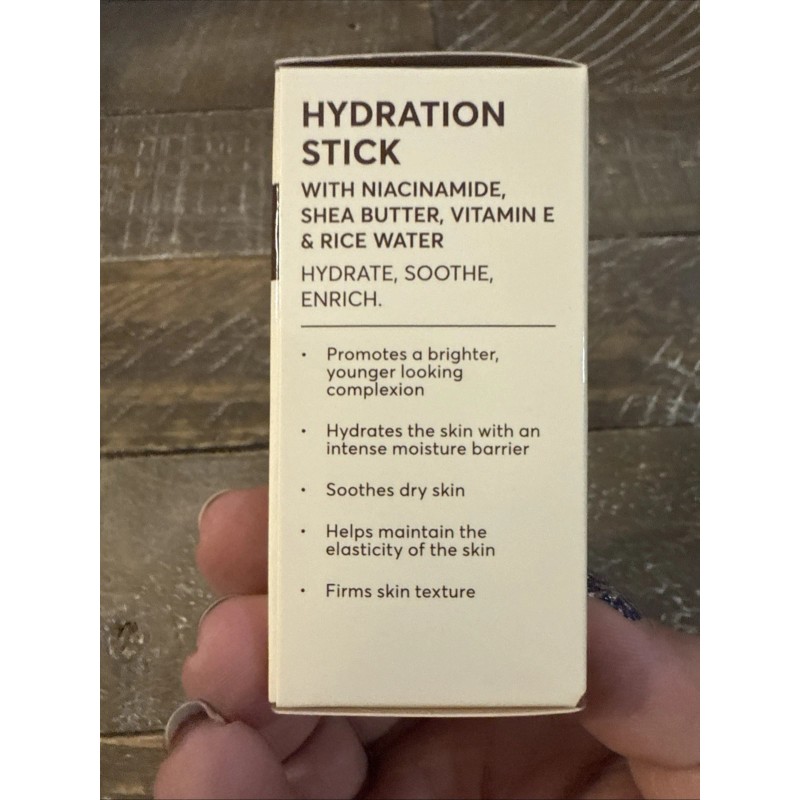 HYDRATION
STICK
WITH NIACINAMIDE,
SHEA BUTTER, VITAMIN E
& RICE WATER
HYDRATE, SOOTHE,
ENRICH.
• Promotes a brighter,
younger looking
complexion
• Hydrates the skin with an
intense moisture barrier
• Soothes dry skin
• Helps maintain the
elasticity of the skin
• Firms skin texture